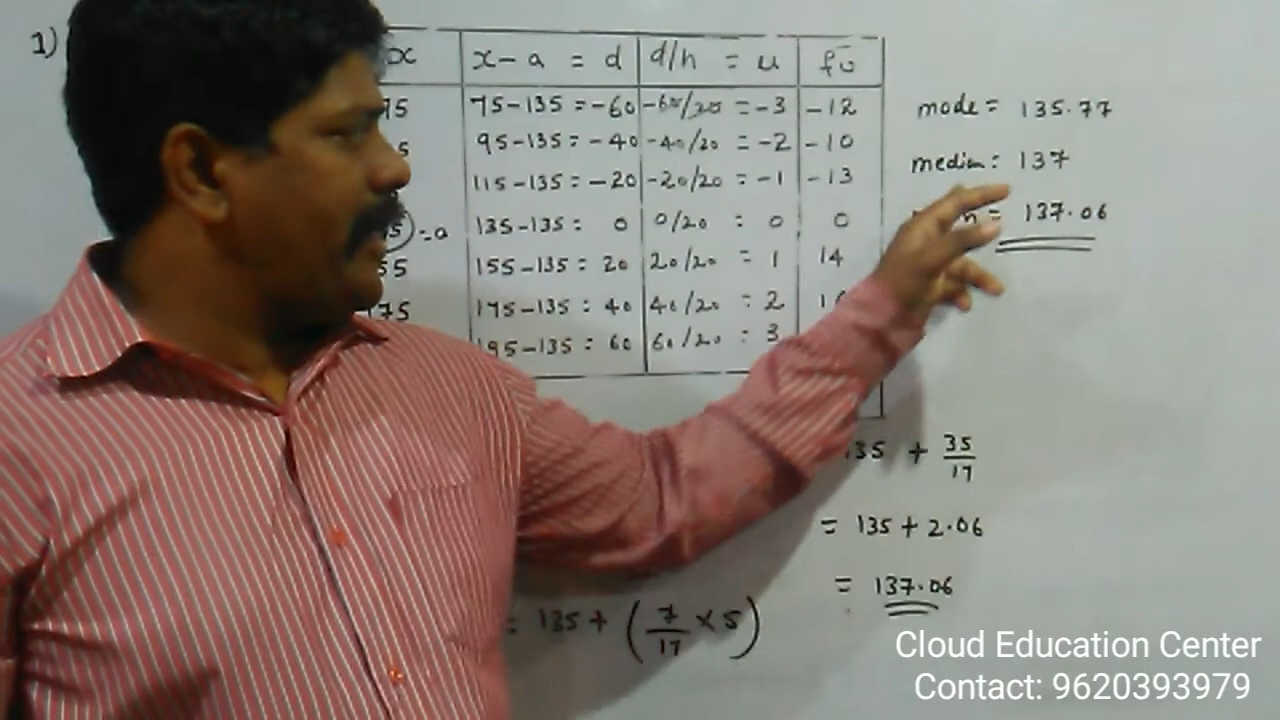 1)
x x-a = d d/h = u fu
75 75-135 = -60 -60/20 = -3 -12
5 95-135 = -40 -40/20 = -2 -10
115-135 = -20 -20/20 = -1 -13
35 = a 135-135 = 0 0/20 = 0 0
55 155-135 = 20 20/20 = 1 14
175 175-135 = 40 40/20 = 2
195-135 = 60 60/20 = 3
mode = 135.77
median = 137
= 137.06
135 + 35/17
= 135 + 2.06
= 137.06
= 135 + (7/17 × 5)
Cloud Education Center
Contact: 9620393979